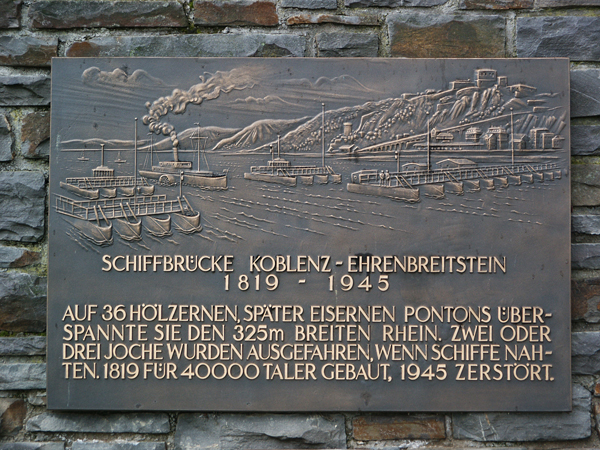 SCHIFFBRÜCKE KOBLENZ - EHRENBREITSTEIN
1819 - 1945
AUF 36 HÖLZERNEN, SPÄTER EISERNEN PONTONS ÜBER-
SPANNTE SIE DEN 325m BREITEN RHEIN. ZWEI ODER
DREI JOCHE WURDEN AUSGEFAHREN, WENN SCHIFFE NAH-
TEN. 1819 FÜR 40000 TALER GEBAUT, 1945 ZERSTÖRT.